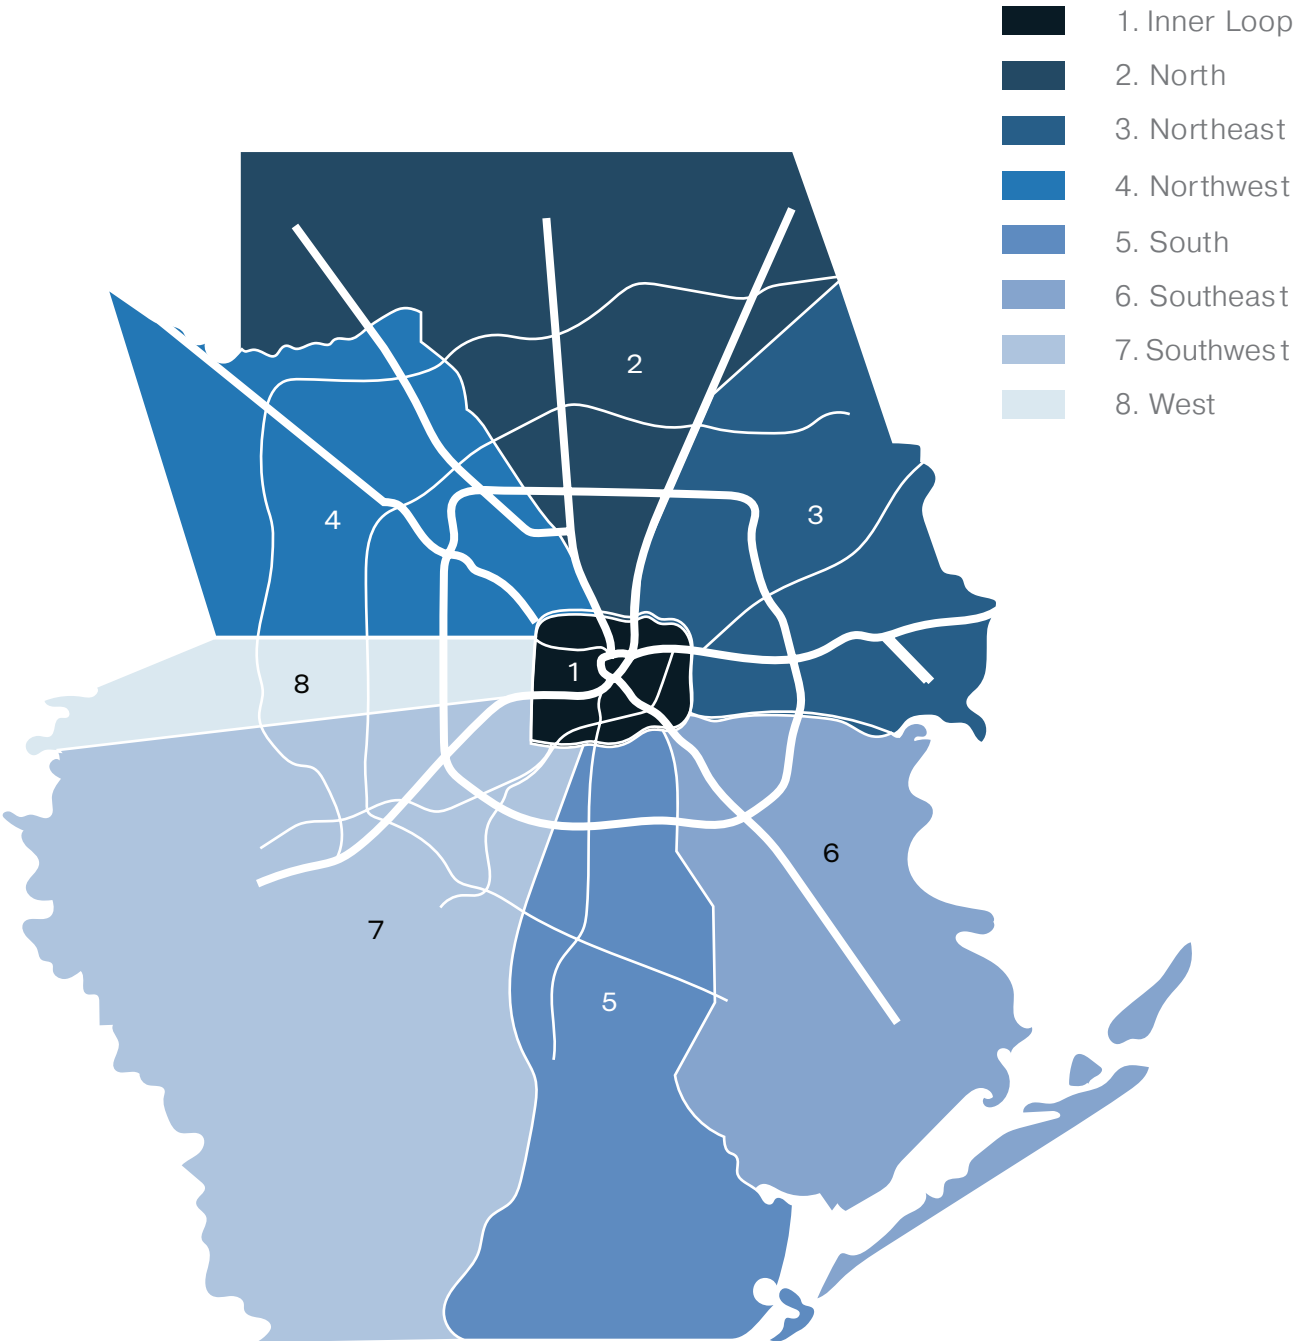 1. Inner Loop
2. North
3. Northeast
4. Northwest
5. South
6. Southeast
7. Southwest
8. West
2
3
4
1
8
6
7
5